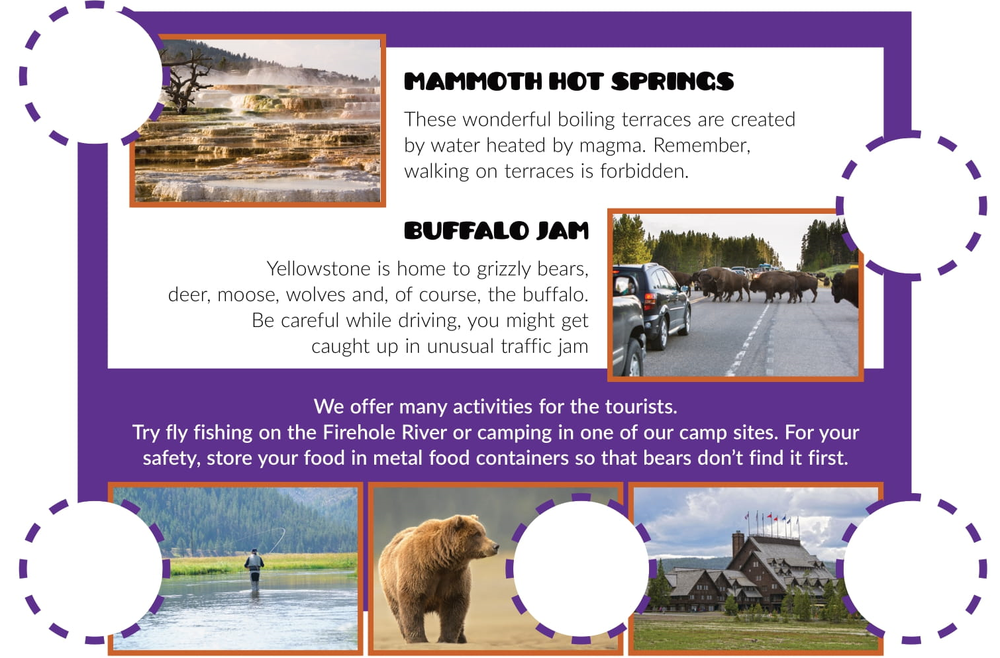 MAMMOTH HOT SPRINGS
These wonderful boiling terraces are created
by water heated by magma. Remember,
walking on terraces is forbidden.
BUFFALO JAM
Yellowstone is home to grizzly bears,
deer, moose, wolves and, of course, the buffalo.
Be careful while driving, you might get
caught up in unusual traffic jam
We offer many activities for the tourists.
Try fly fishing on the Firehole River or camping in one of our camp sites. For your
safety, store your food in metal food containers so that bears don't find it first.